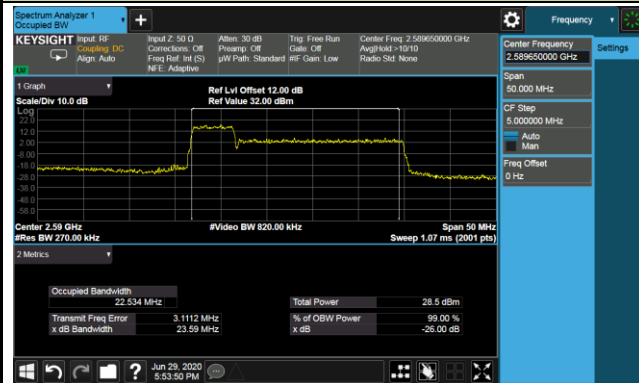 Spectrum Analyzer 1
Occupied BW
Frequency
KEYSIGHT
Input: RF
Coupling: DC
Align: Auto
Input Z: 50 Ω
Corrections: Off
Freq Ref: Int (S)
NFE: Adaptive
Atten: 30 dB
Preamp: Off
µW Path: Standard
Trig: Free Run
Gate: Off
#IF Gain: Low
Center Freq: 2.589650000 GHz
Avg|Hold >10/10
Radio Std: None
Center Frequency
2.589650000 GHz
Settings
Span
50.000 MHz
CF Step
5.000000 MHz
Auto
Man
Freq Offset
0 Hz
1 Graph
Scale/Div 10.0 dB
Ref Lvl Offset 12.00 dB
Ref Value 32.00 dBm
Log
22.0
12.0
2.00
-8.00
-18.0
-28.0
-38.0
-48.0
-58.0
Center 2.59 GHz
#Video BW 820.00 kHz
Span 50 MHz
#Res BW 270.00 kHz
Sweep 1.07 ms (2001 pts)
2 Metrics
Occupied Bandwidth
22.534 MHz
Total Power 28.5 dBm
Transmit Freq Error 3.1112 MHz
% of OBW Power 99.00 %
x dB Bandwidth 23.59 MHz
x dB -26.00 dB
Jun 29, 2020
5:53:50 PM